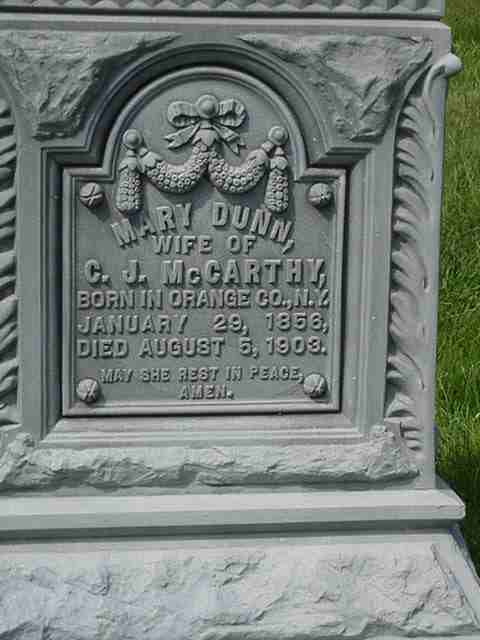 MARY DUNN,
WIFE OF
C. J. McCARTHY,
BORN IN ORANGE CO., N.Y.
JANUARY 29, 1856,
DIED AUGUST 5, 1903.
MAY SHE REST IN PEACE,
AMEN.